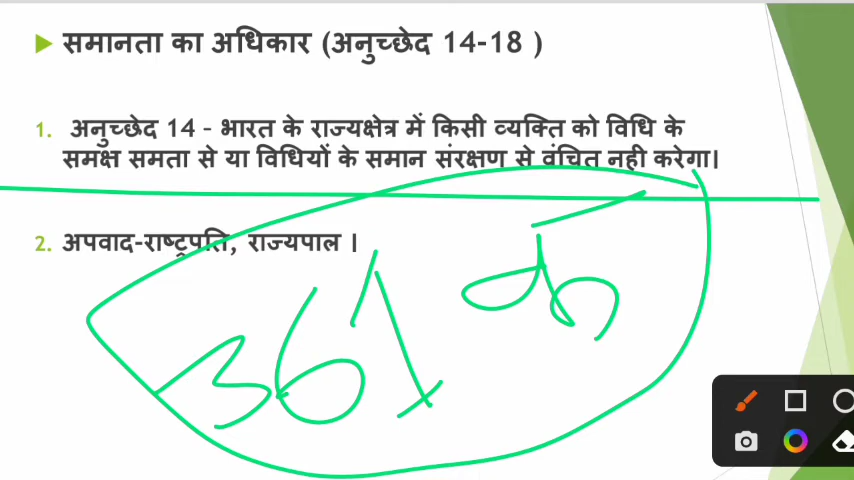 समानता का अधिकार (अनुच्छेद 14-18 )
1. अनुच्छेद 14 – भारत के राज्यक्षेत्र में किसी व्यक्ति को विधि के
समक्ष समता से या विधियों के समान संरक्षण से वंचित नही करेगा।
2. अपवाद-राष्ट्रपति, राज्यपाल ।
361 क